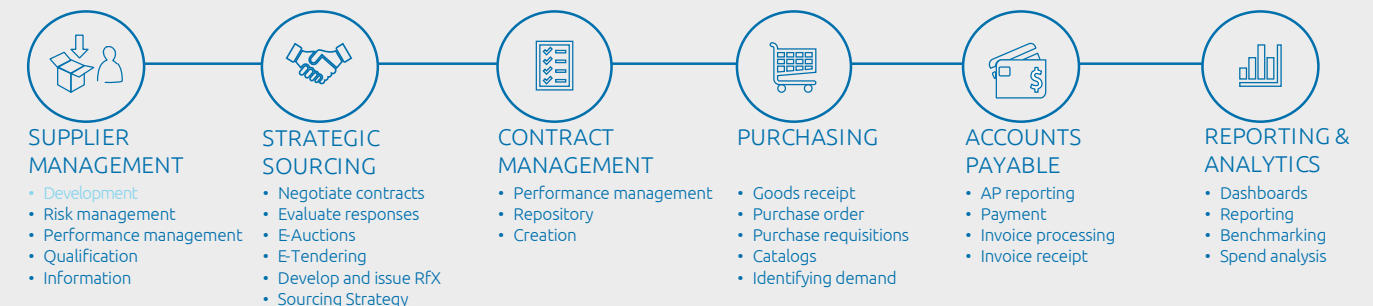 SUPPLIER
MANAGEMENT
• Development
• Risk management
• Performance management
• Qualification
• Information
STRATEGIC
SOURCING
• Negotiate contracts
• Evaluate responses
• E-Auctions
• E-Tendering
• Develop and issue RfX
• Sourcing Strategy
CONTRACT
MANAGEMENT
• Performance management
• Repository
• Creation
PURCHASING
• Goods receipt
• Purchase order
• Purchase requisitions
• Catalogs
• Identifying demand
$
ACCOUNTS
PAYABLE
• AP reporting
• Payment
• Invoice processing
• Invoice receipt
REPORTING &
ANALYTICS
• Dashboards
• Reporting
• Benchmarking
• Spend analysis